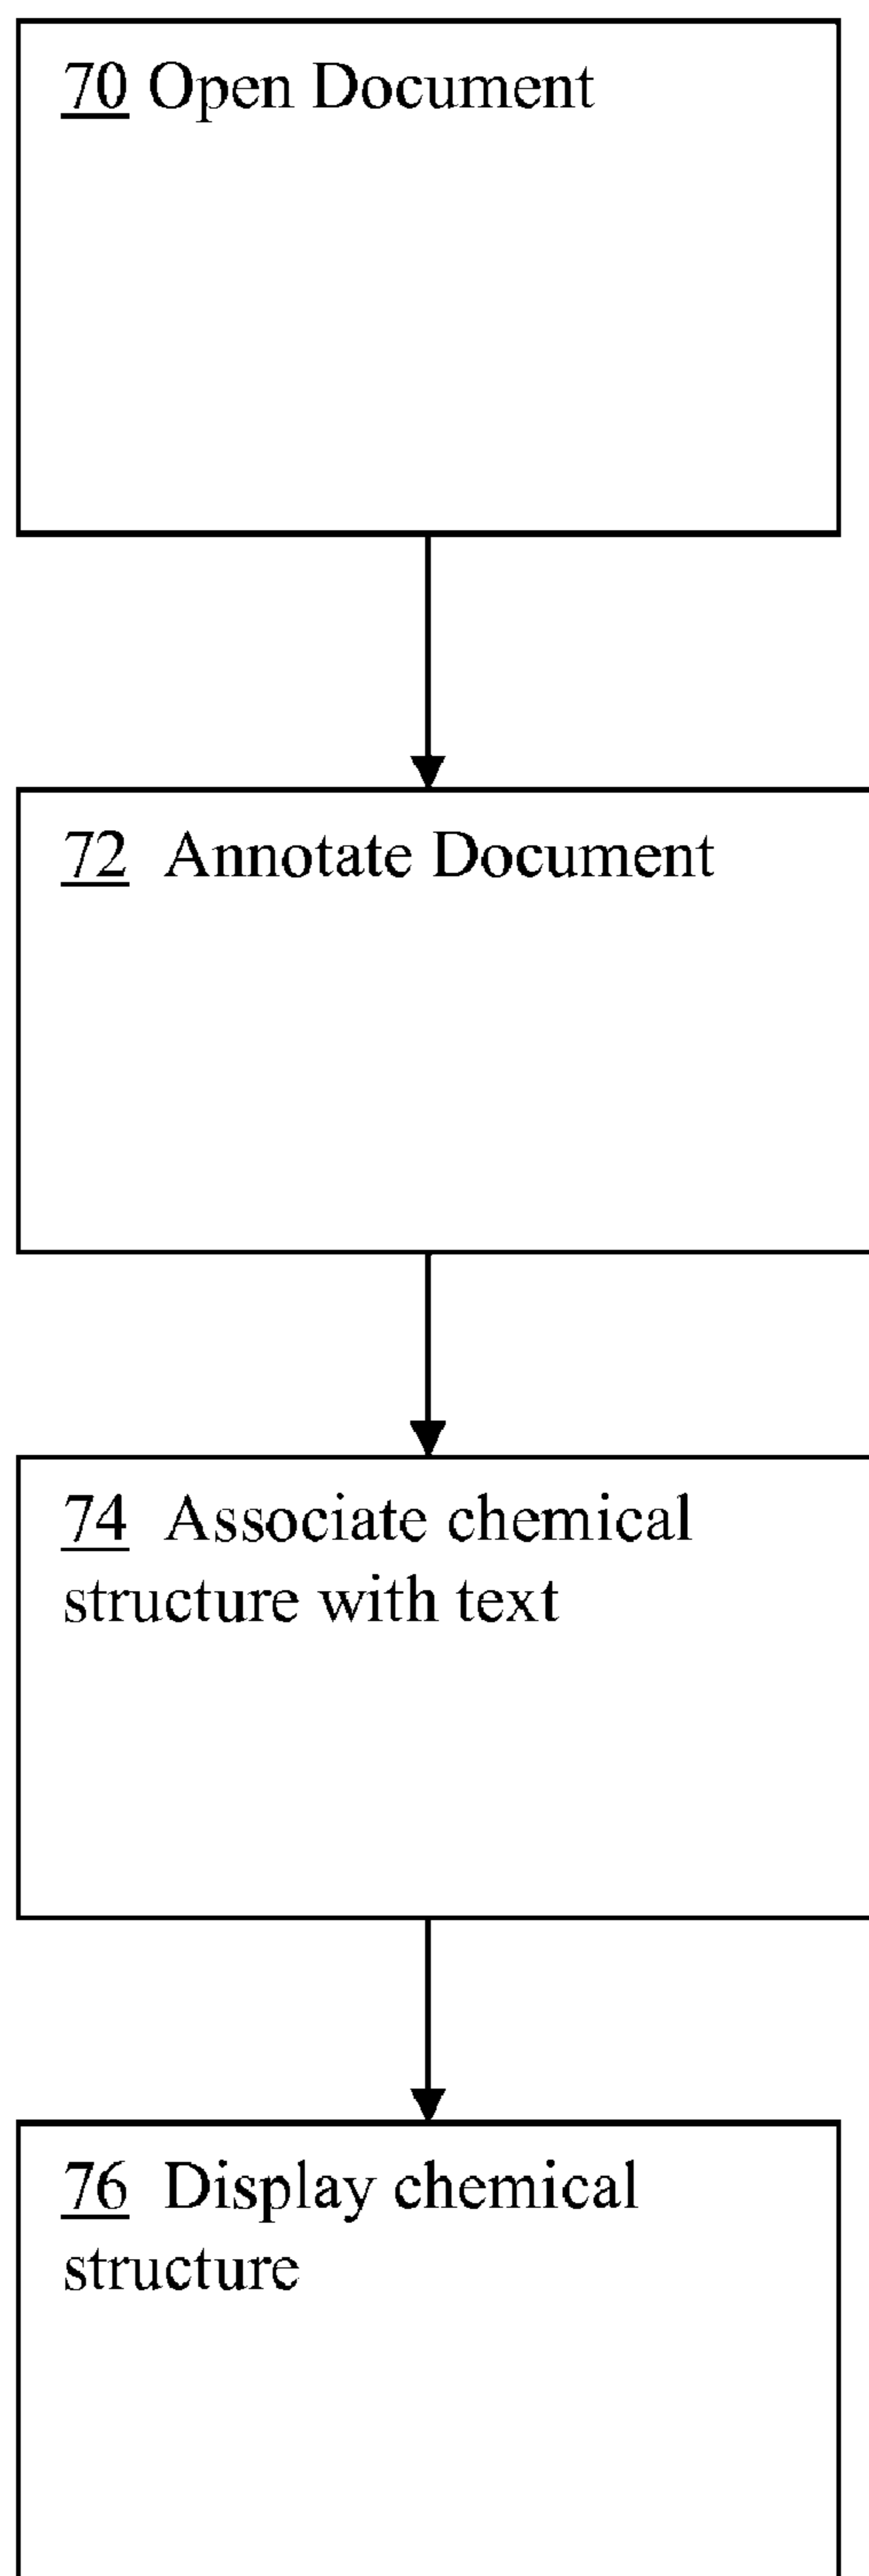 70 Open Document
72 Annotate Document
74 Associate chemical
structure with text
76 Display chemical
structure